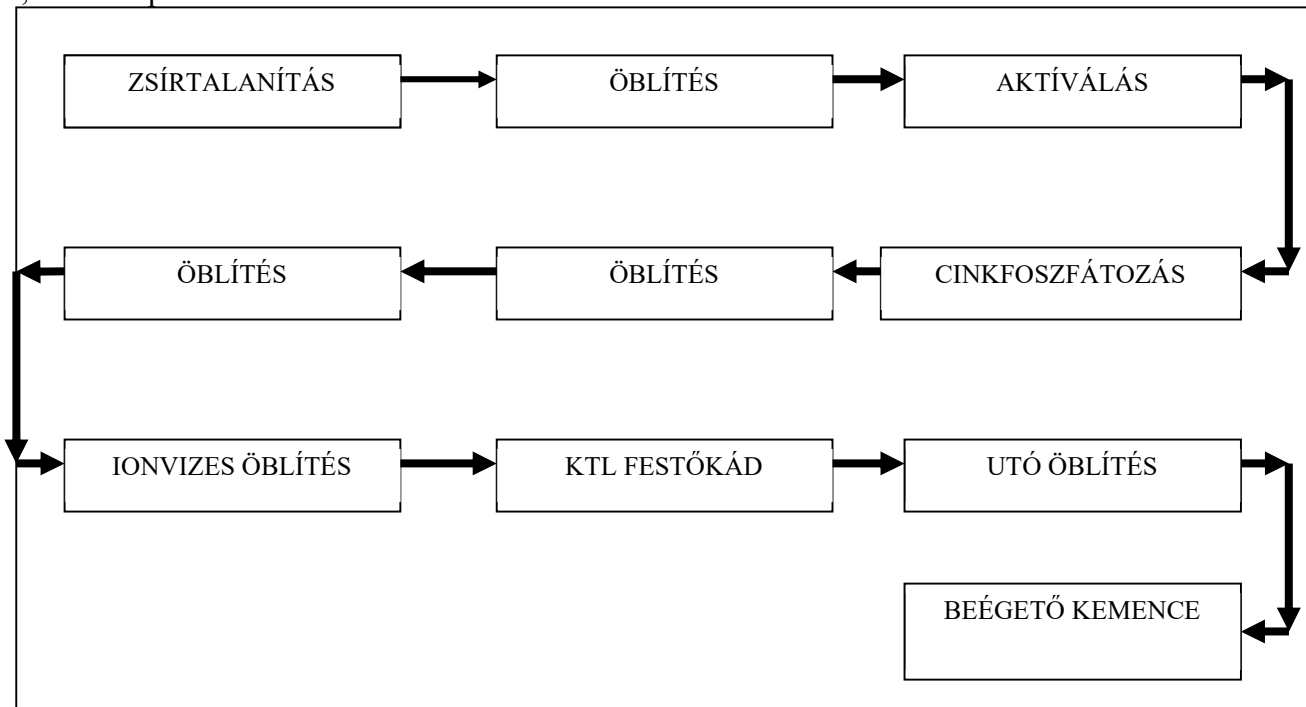 ZSÍRTALANÍTÁS
ÖBLÍTÉS
AKTÍVÁLÁS
CINKFOSZFÁTOZÁS
ÖBLÍTÉS
ÖBLÍTÉS
IONVIZES ÖBLÍTÉS
KTL FESTŐKÁD
UTÓ ÖBLÍTÉS
BEÉGETŐ KEMENCE